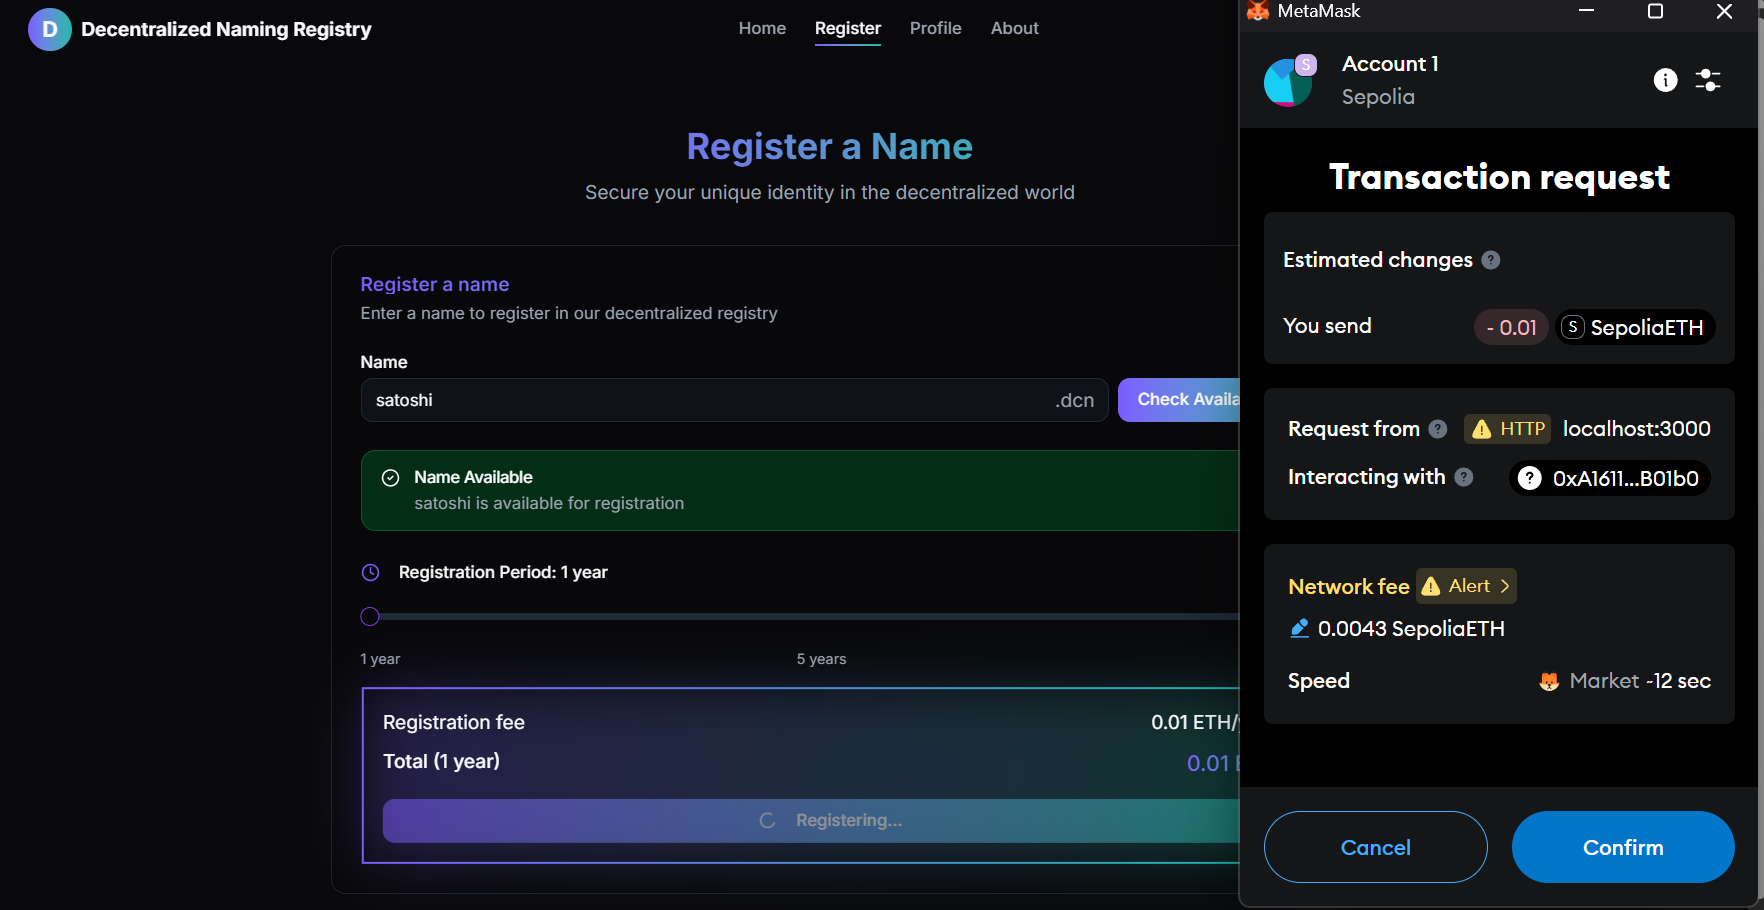 D Decentralized Naming Registry
Home Register Profile About
Register a Name
Secure your unique identity in the decentralized world
Register a name
Enter a name to register in our decentralized registry
Name
satoshi .dcn Check Availa
Name Available
satoshi is available for registration
Registration Period: 1 year
1 year 5 years
Registration fee 0.01 ETH/
Total (1 year) 0.01
Registering...
MetaMask
S Account 1
Sepolia
Transaction request
Estimated changes ?
You send - 0.01 S SepoliaETH
Request from ? HTTP localhost:3000
Interacting with ? ? 0xA1611...B01b0
Network fee Alert >
0.0043 SepoliaETH
Speed Market ~12 sec
Cancel Confirm